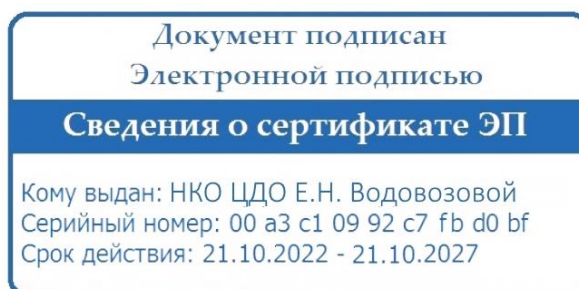 Документ подписан
Электронной подписью
Сведения о сертификате ЭП
Кому выдан: НКО ЦДО Е.Н. Водовозовой
Серийный номер: 00 a3 c1 09 92 c7 fb d0 bf
Срок действия: 21.10.2022 - 21.10.2027